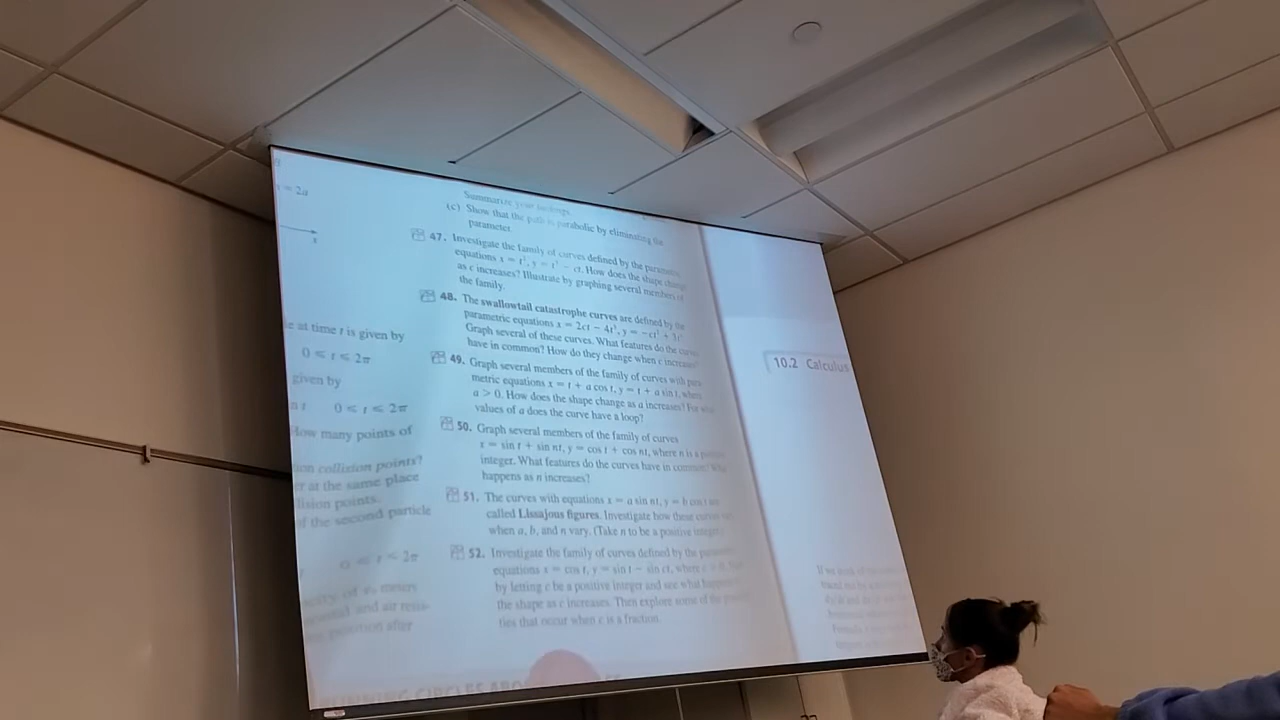 = 2a
e at time t is given by
0 ≤ t ≤ 2π
given by
0 ≤ t ≤ 2π
How many points of
ion collision points?
er at the same place
llision points.
of the second particle
0 ≤ t ≤ 2π
and air resis-
position after
Summarize your findings.
(c) Show that the path is parabolic by eliminating the
parameter.
47. Investigate the family of curves defined by the parametric
equations x = t², y = t³ − ct. How does the shape change
as c increases? Illustrate by graphing several members of
the family.
48. The swallowtail catastrophe curves are defined by the
parametric equations x = 2ct − 4t³, y = −ct² + 3t⁴.
Graph several of these curves. What features do the curves
have in common? How do they change when c increases?
49. Graph several members of the family of curves with para
metric equations x = t + a cos t, y = t + a sin t, where
a > 0. How does the shape change as a increases? For what
values of a does the curve have a loop?
50. Graph several members of the family of curves
x = sin t + sin nt, y = cos t + cos nt, where n is a
integer. What features do the curves have in common? What
happens as n increases?
51. The curves with equations x = a sin nt, y = b cos t are
called Lissajous figures. Investigate how these curves
when a, b, and n vary. (Take n to be a positive integer.)
52. Investigate the family of curves defined by the
equations x = cos t, y = sin t − sin ct, where c
by letting c be a positive integer and see what happens
the shape as c increases. Then explore some of the
ties that occur when c is a fraction.
NING CIRCLES ARO
10.2 Calculus